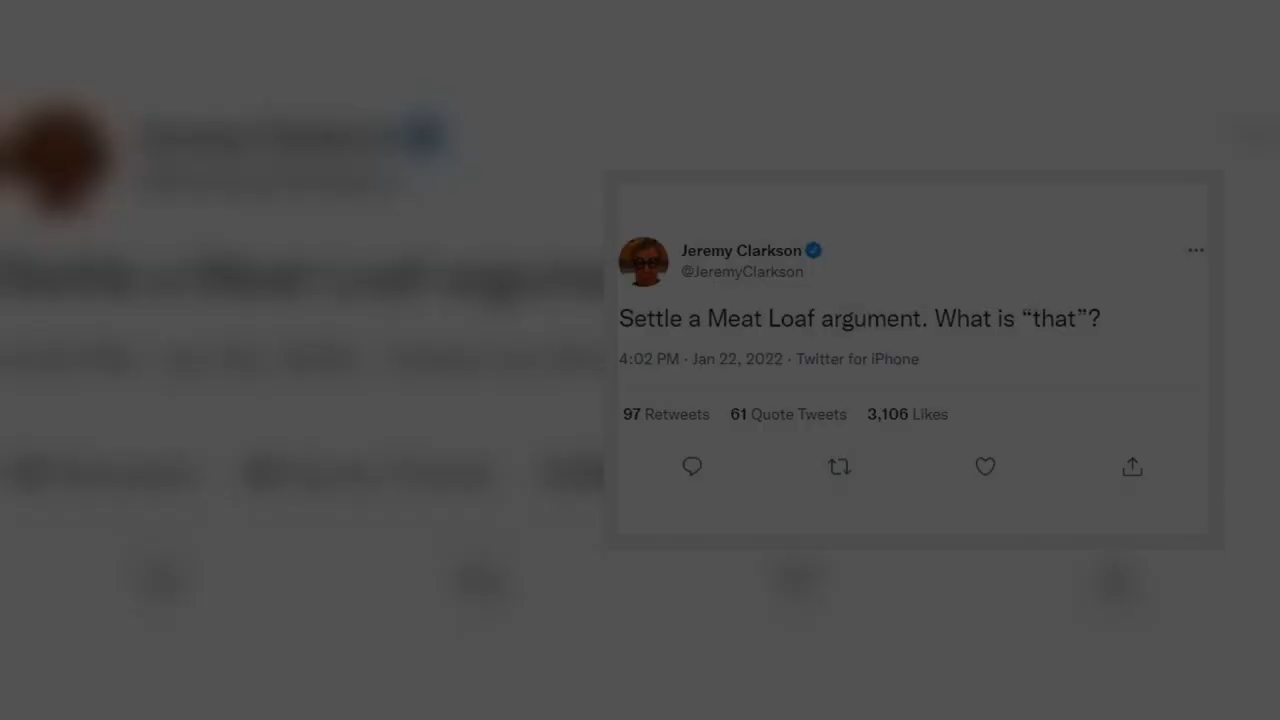 Jeremy Clarkson
@JeremyClarkson
Settle a Meat Loaf argument. What is “that”?
4:02 PM · Jan 22, 2022 · Twitter for iPhone
97 Retweets 61 Quote Tweets 3,106 Likes